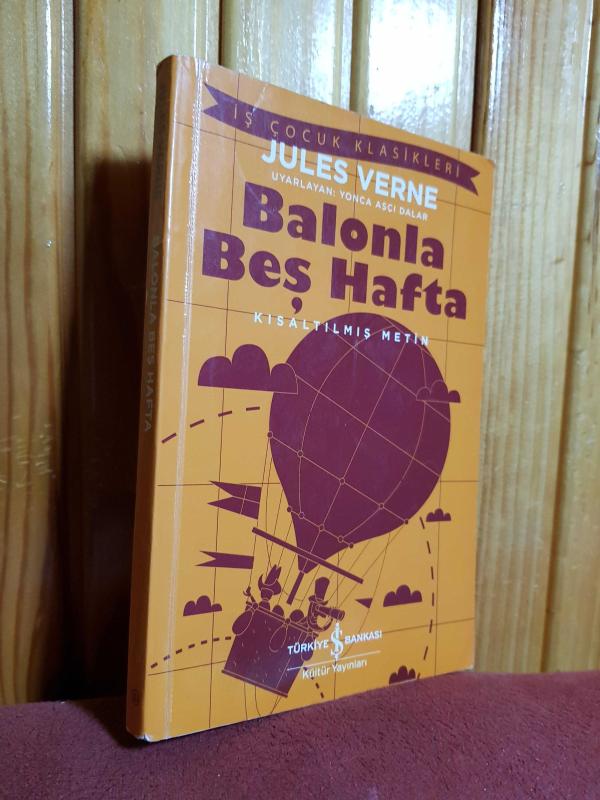 İŞ ÇOCUK KLASİKLERİ
JULES VERNE
UYARLAYAN: YONCA AŞÇI DALAR
Balonla
Beş Hafta
KISALTILMIŞ METİN
TÜRKİYE İŞ BANKASI
Kültür Yayınları
BALONLA BEŞ HAFTA